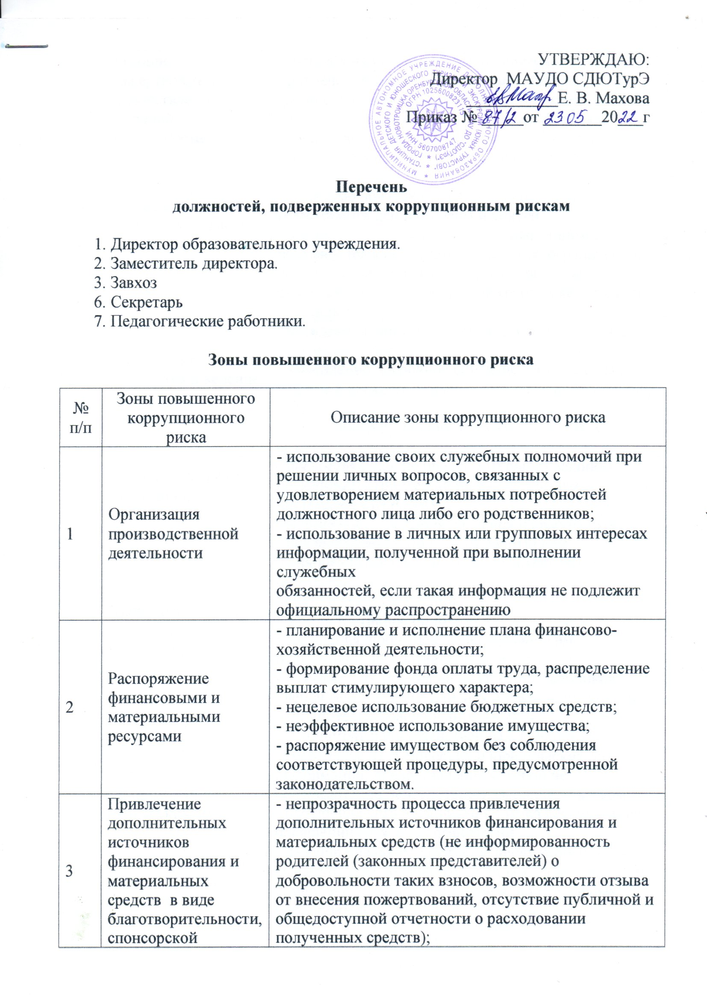 УТВЕРЖДАЮ:
Директор МАУДО СДЮТурЭ
Е. В. Махова
Приказ № 87/2 от 23 05 2022 г
МУНИЦИПАЛЬНОЕ АВТОНОМНОЕ УЧРЕЖДЕНИЕ ДОПОЛНИТЕЛЬНОГО ОБРАЗОВАНИЯ
"СТАНЦИЯ ДЕТСКОГО И ЮНОШЕСКОГО ТУРИЗМА И ЭКСКУРСИЙ (ЮНЫХ ТУРИСТОВ)"
ГОРОДА НОВОТРОИЦКА ОРЕНБУРГСКОЙ ОБЛАСТИ (МАУ ДО "СДЮТурЭ")
ОГРН 1025600823115
ИНН 5607008747
Перечень
должностей, подверженных коррупционным рискам
1. Директор образовательного учреждения.
2. Заместитель директора.
3. Завхоз
6. Секретарь
7. Педагогические работники.
Зоны повышенного коррупционного риска
№
п/п
Зоны повышенного
коррупционного
риска
Описание зоны коррупционного риска
1
Организация
производственной
деятельности
- использование своих служебных полномочий при
решении личных вопросов, связанных с
удовлетворением материальных потребностей
должностного лица либо его родственников;
- использование в личных или групповых интересах
информации, полученной при выполнении
служебных
обязанностей, если такая информация не подлежит
официальному распространению
2
Распоряжение
финансовыми и
материальными
ресурсами
- планирование и исполнение плана финансово-
хозяйственной деятельности;
- формирование фонда оплаты труда, распределение
выплат стимулирующего характера;
- нецелевое использование бюджетных средств;
- неэффективное использование имущества;
- распоряжение имуществом без соблюдения
соответствующей процедуры, предусмотренной
законодательством.
3
Привлечение
дополнительных
источников
финансирования и
материальных
средств в виде
благотворительности,
спонсорской
- непрозрачность процесса привлечения
дополнительных источников финансирования и
материальных средств (не информированность
родителей (законных представителей) о
добровольности таких взносов, возможности отзыва
от внесения пожертвований, отсутствие публичной и
общедоступной отчетности о расходовании
полученных средств);